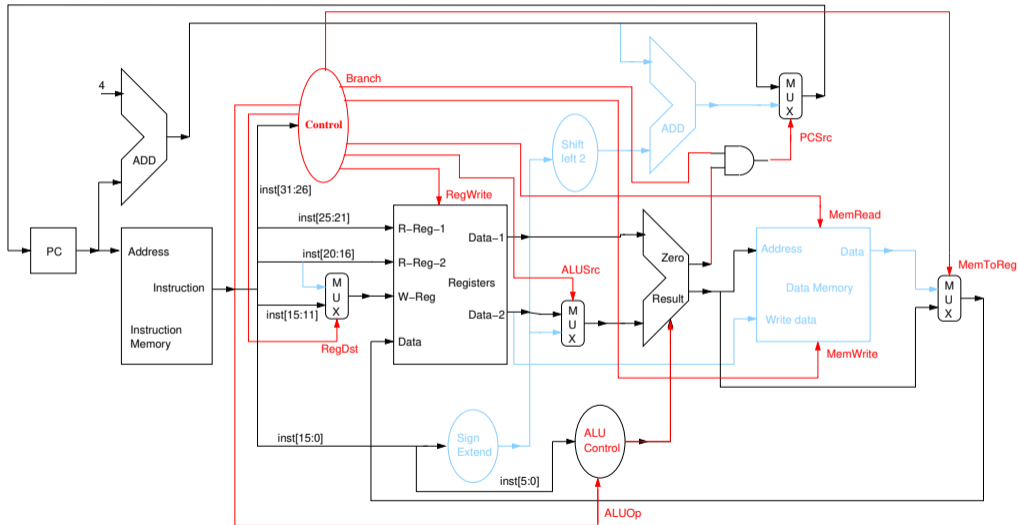 Branch
4
ADD
Control
Shift
left 2
ADD
M
U
X
PCSrc
inst[31:26]
RegWrite
inst[25:21]
R-Reg-1
Data-1
inst[20:16]
R-Reg-2
Registers
W-Reg
Data-2
Data
M
U
X
inst[15:11]
RegDst
PC
Address
Instruction
Instruction
Memory
ALUSrc
M
U
X
Zero
Result
MemRead
Address
Data
Data Memory
Write data
MemWrite
MemToReg
M
U
X
inst[15:0]
Sign
Extend
ALU
Control
inst[5:0]
ALUOp